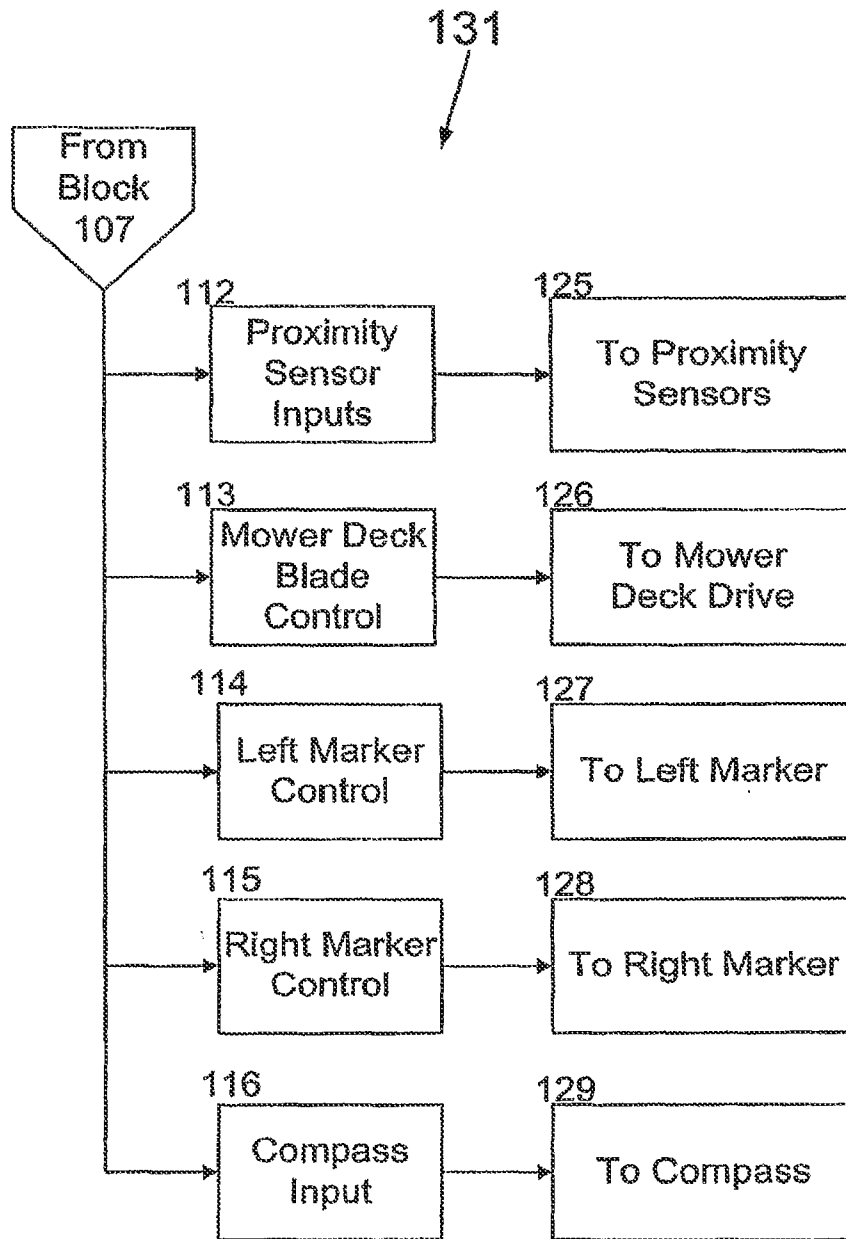 131
From
Block
107
112
Proximity
Sensor
Inputs
125
To Proximity
Sensors
113
Mower Deck
Blade
Control
126
To Mower
Deck Drive
114
Left Marker
Control
127
To Left Marker
115
Right Marker
Control
128
To Right Marker
116
Compass
Input
129
To Compass